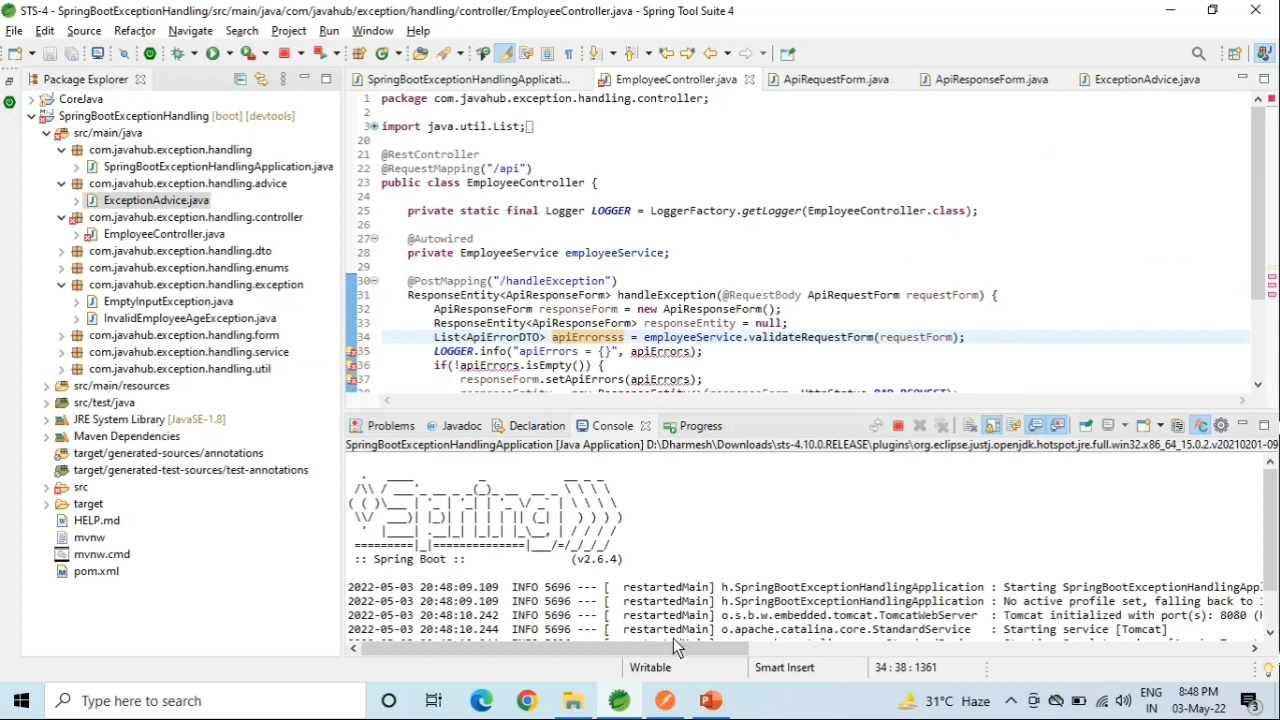 STS-4 - SpringBootExceptionHandling/src/main/java/com/javahub/exception/handling/controller/EmployeeController.java - Spring Tool Suite 4
File Edit Source Refactor Navigate Search Project Run Window Help
Package Explorer
CoreJava
SpringBootExceptionHandling [boot] [devtools]
src/main/java
com.javahub.exception.handling
SpringBootExceptionHandlingApplication.java
com.javahub.exception.handling.advice
ExceptionAdvice.java
com.javahub.exception.handling.controller
EmployeeController.java
com.javahub.exception.handling.dto
com.javahub.exception.handling.enums
com.javahub.exception.handling.exception
EmptyInputException.java
InvalidEmployeeAgeException.java
com.javahub.exception.handling.form
com.javahub.exception.handling.service
com.javahub.exception.handling.util
src/main/resources
src/test/java
JRE System Library [JavaSE-1.8]
Maven Dependencies
target/generated-sources/annotations
target/generated-test-sources/test-annotations
src
target
HELP.md
mvnw
mvnw.cmd
pom.xml
SpringBootExceptionHandlingApplicati... EmployeeController.java ApiRequestForm.java ApiResponseForm.java ExceptionAdvice.java
1 package com.javahub.exception.handling.controller;
2
3 import java.util.List;
20
21 @RestController
22 @RequestMapping("/api")
23 public class EmployeeController {
24
25 private static final Logger LOGGER = LoggerFactory.getLogger(EmployeeController.class);
26
27 @Autowired
28 private EmployeeService employeeService;
29
30 @PostMapping("/handleException")
31 ResponseEntity<ApiResponseForm> handleException(@RequestBody ApiRequestForm requestForm) {
32 ApiResponseForm responseForm = new ApiResponseForm();
33 ResponseEntity<ApiResponseForm> responseEntity = null;
34 List<ApiErrorDTO> apiErrorsss = employeeService.validateRequestForm(requestForm);
35 LOGGER.info("apiErrors = {}", apiErrors);
36 if(!apiErrors.isEmpty()) {
37 responseForm.setApiErrors(apiErrors);
Problems Javadoc Declaration Console Progress
SpringBootExceptionHandlingApplication [Java Application] D:\Dharmesh\Downloads\sts-4.10.0.RELEASE\plugins\org.eclipse.justj.openjdk.hotspot.jre.full.win32.x86_64_15.0.2.v20210201-09
Spring
:: Spring Boot :: (v2.6.4)
2022-05-03 20:48:09.109 INFO 5696 --- [ restartedMain] h.SpringBootExceptionHandlingApplication : Starting SpringBootExceptionHandlingAppl
2022-05-03 20:48:09.109 INFO 5696 --- [ restartedMain] h.SpringBootExceptionHandlingApplication : No active profile set, falling back to 1
2022-05-03 20:48:10.242 INFO 5696 --- [ restartedMain] o.s.b.w.embedded.tomcat.TomcatWebServer : Tomcat initialized with port(s): 8080 (h
2022-05-03 20:48:10.244 INFO 5696 --- [ restartedMain] o.apache.catalina.core.StandardService : Starting service [Tomcat]
Writable Smart Insert 34 : 38 : 1361
Type here to search
31°C Haze
ENG
IN
8:48 PM
03-May-22
3